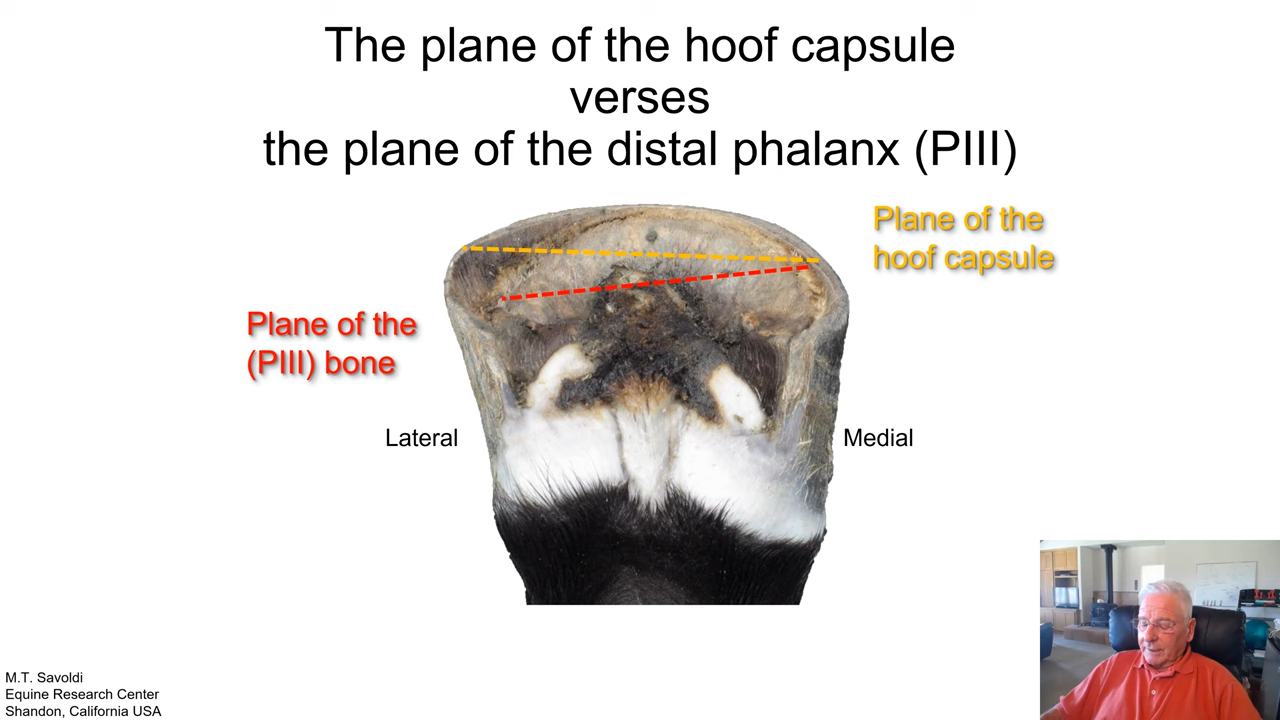 The plane of the hoof capsule
verses
the plane of the distal phalanx (PIII)
Plane of the
hoof capsule
Plane of the
(PIII) bone
Lateral
Medial
M.T. Savoldi
Equine Research Center
Shandon, California USA